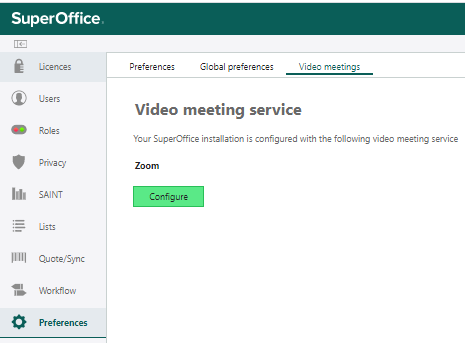 SuperOffice.
Licences
Users
Roles
Privacy
SAINT
Lists
Quote/Sync
Workflow
Preferences
Preferences Global preferences Video meetings
Video meeting service
Your SuperOffice installation is configured with the following video meeting service
Zoom
Configure